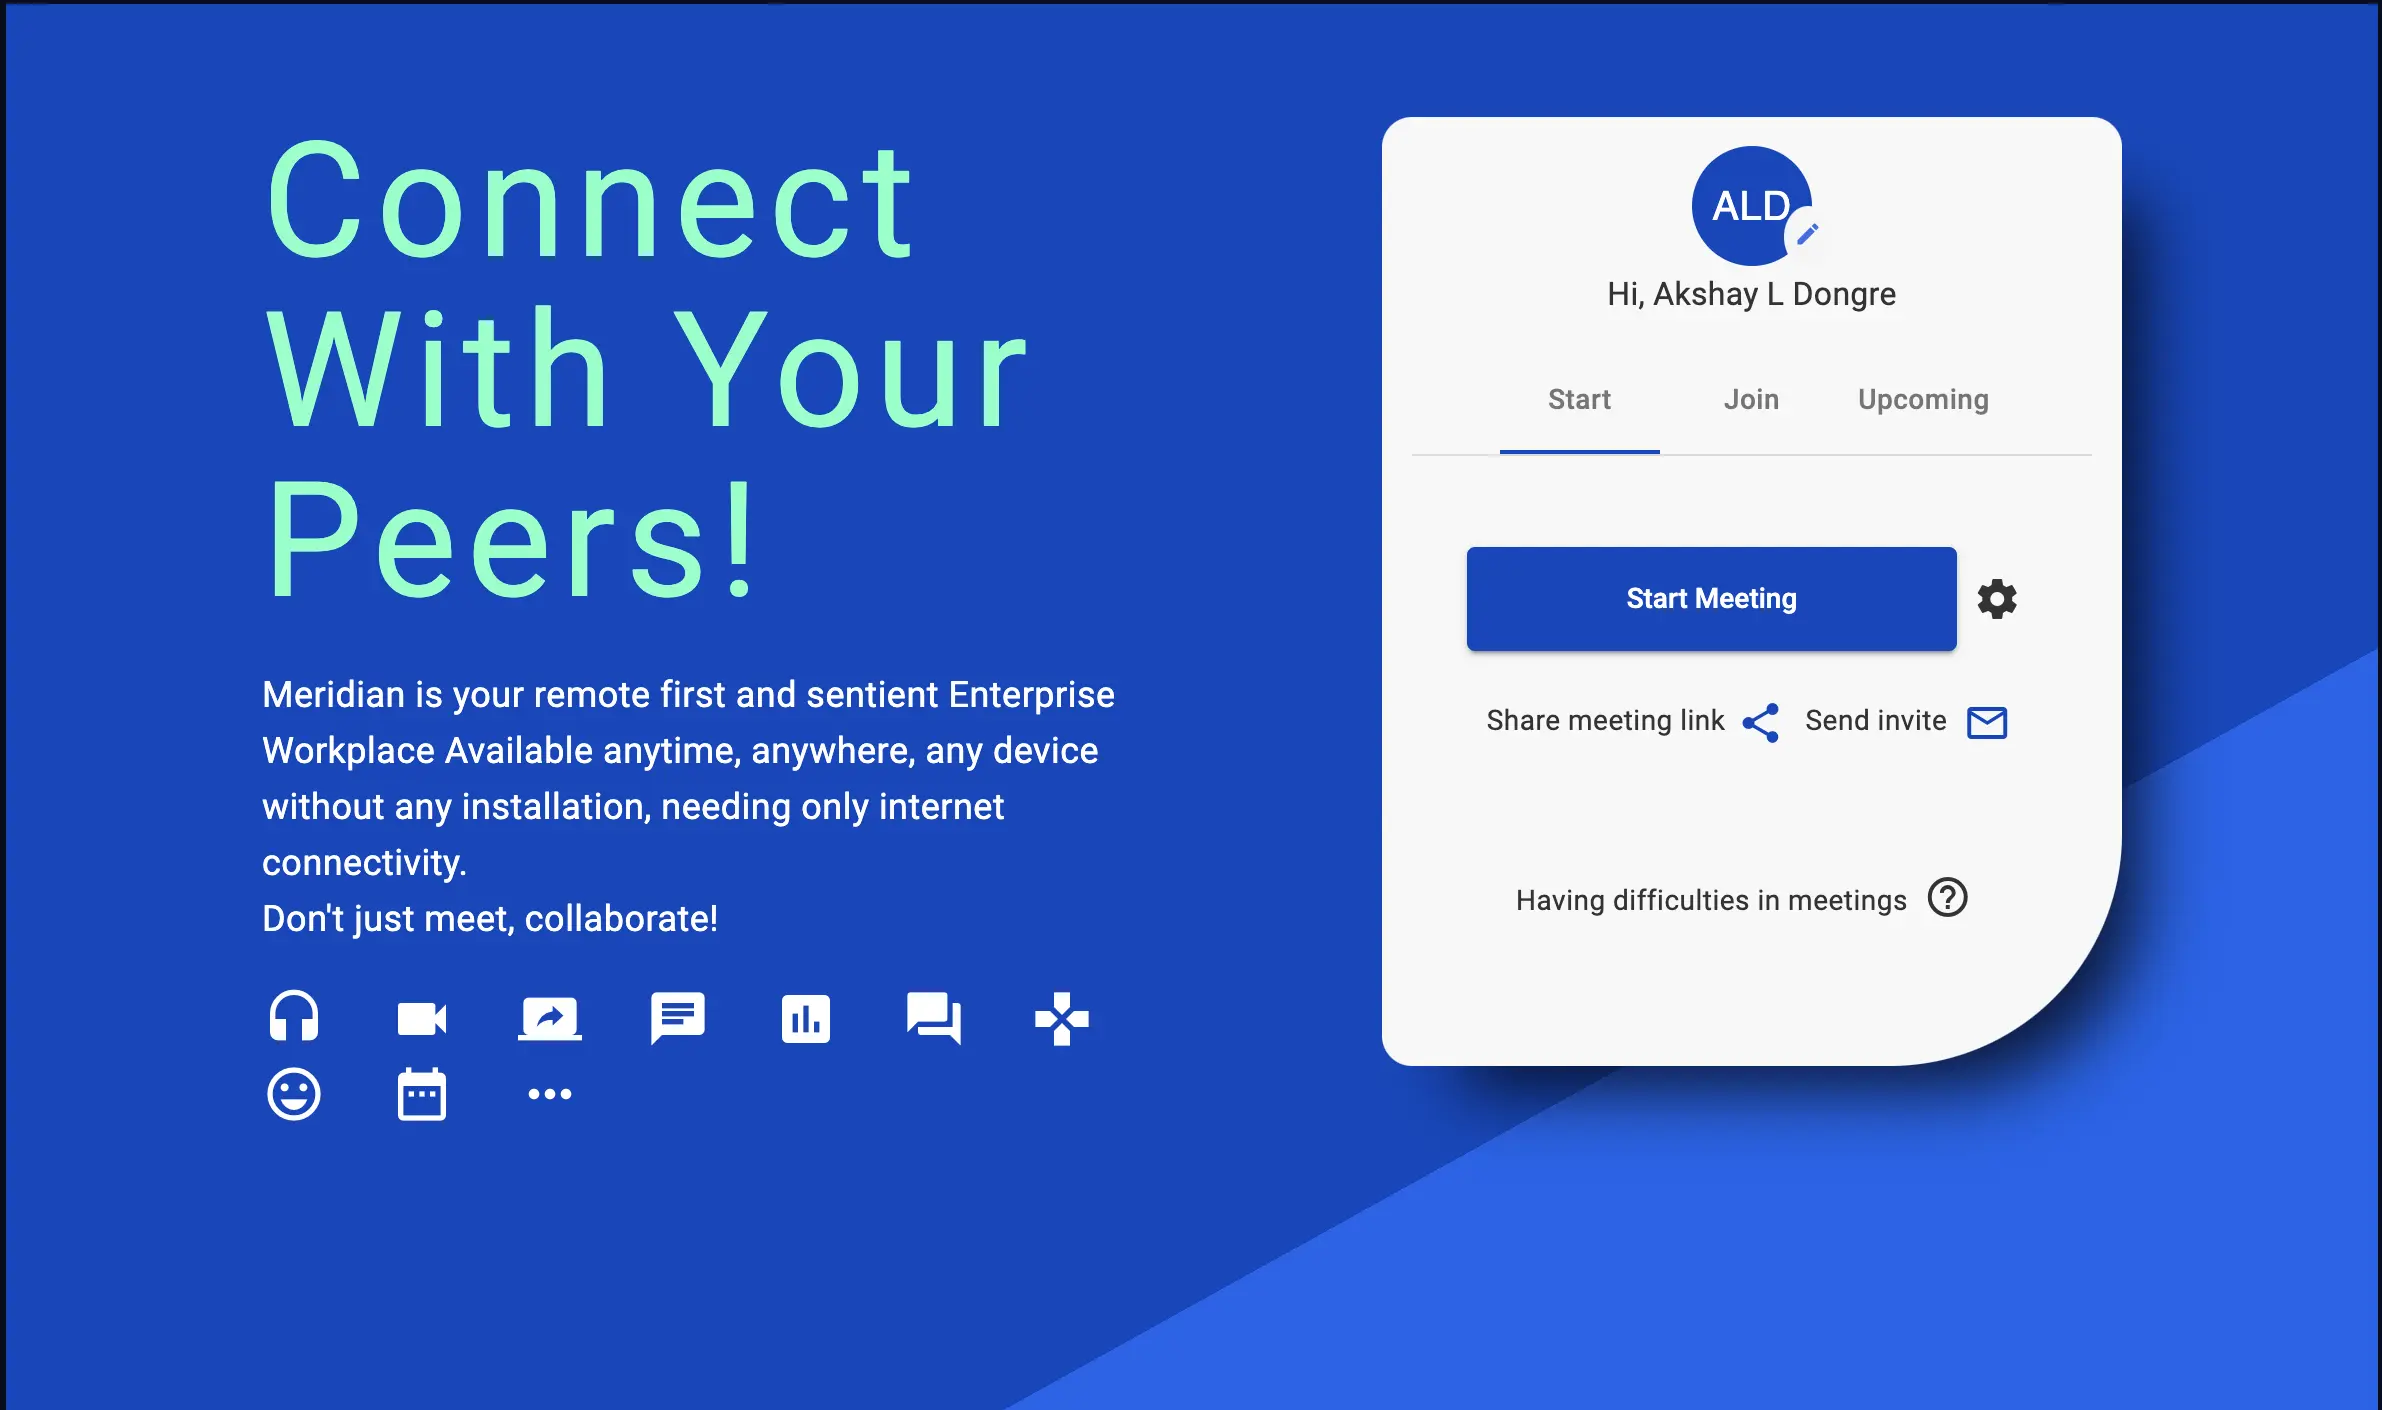 Connect
With Your
Peers!
Meridian is your remote first and sentient Enterprise
Workplace Available anytime, anywhere, any device
without any installation, needing only internet
connectivity.
Don't just meet, collaborate!
ALD
Hi, Akshay L Dongre
Start Join Upcoming
Start Meeting
Share meeting link Send invite
Having difficulties in meetings